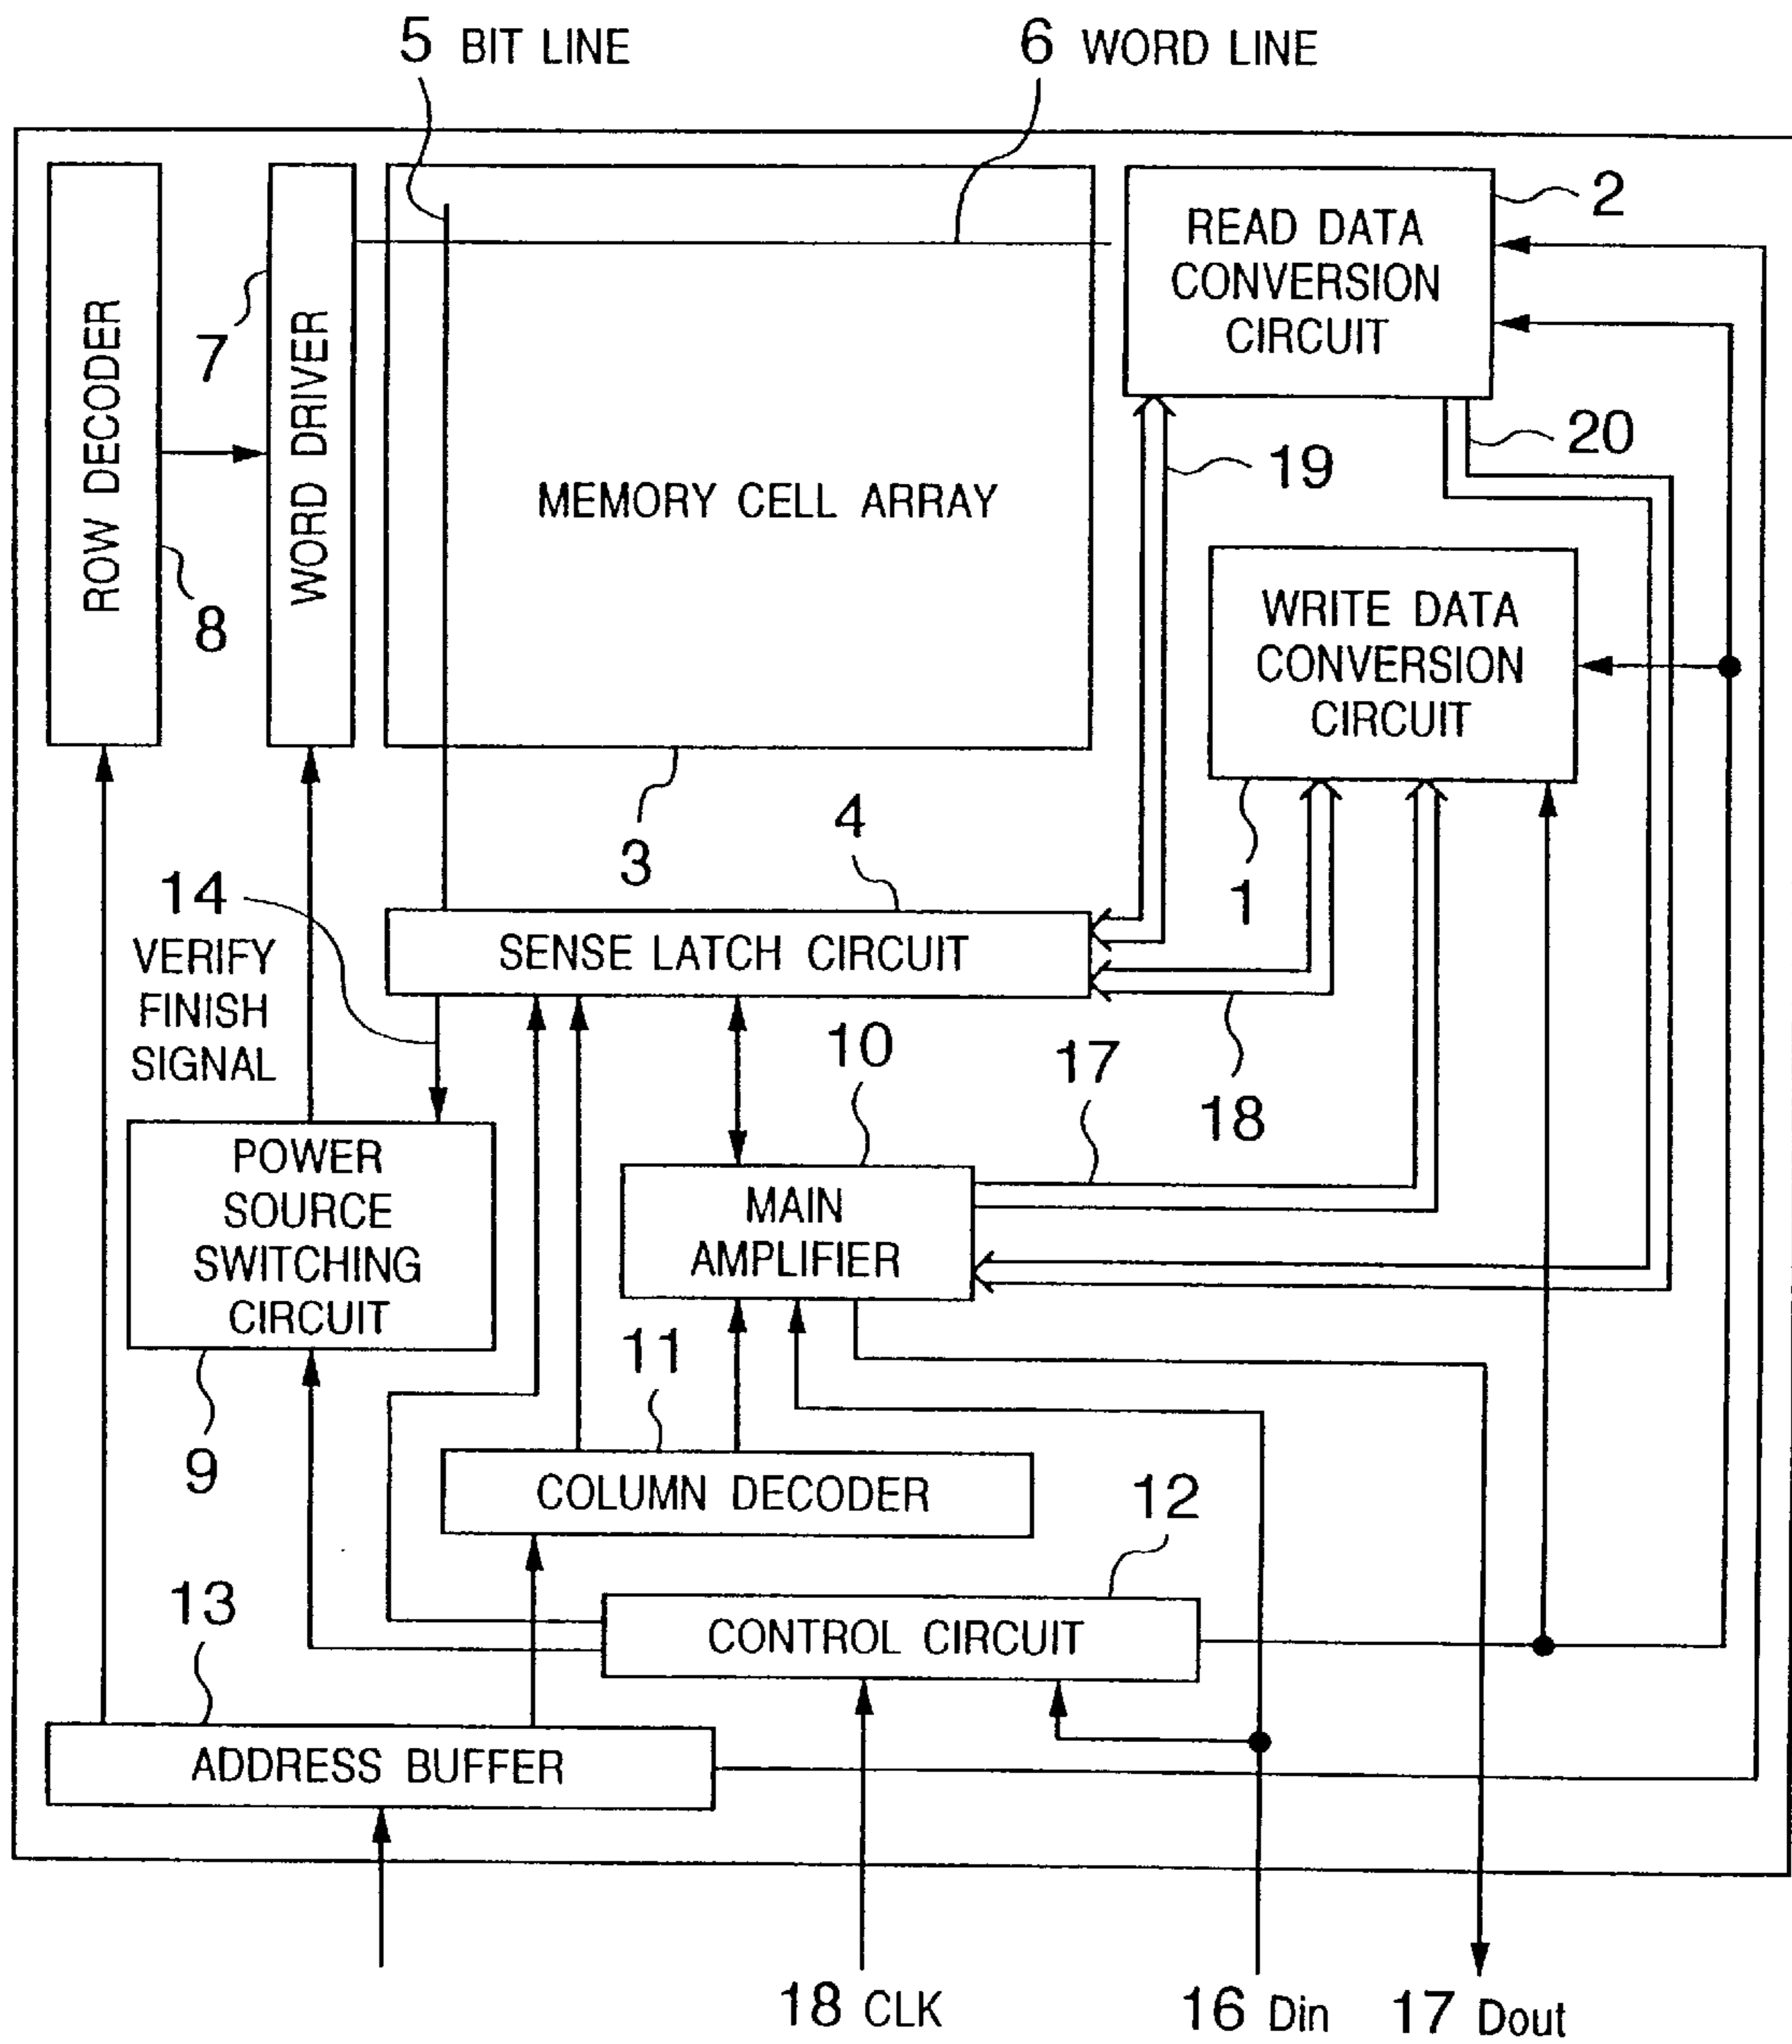 5 BIT LINE
6 WORD LINE
2
READ DATA
CONVERSION
CIRCUIT
ROW DECODER
7
WORD DRIVER
MEMORY CELL ARRAY
19
20
8
WRITE DATA
CONVERSION
CIRCUIT
3
4
1
14
VERIFY
FINISH
SIGNAL
SENSE LATCH CIRCUIT
10
17
18
POWER
SOURCE
SWITCHING
CIRCUIT
MAIN
AMPLIFIER
9
11
COLUMN DECODER
12
13
CONTROL CIRCUIT
ADDRESS BUFFER
18 CLK
16 Din
17 Dout